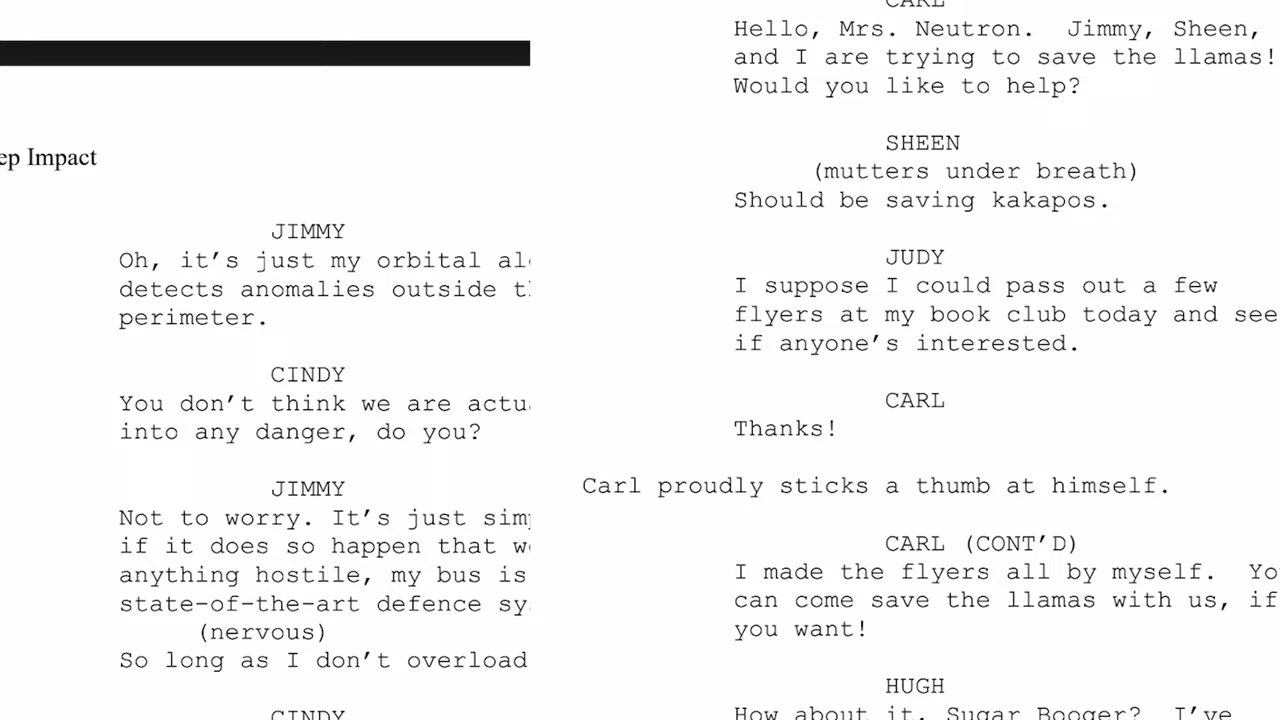 ep Impact
JIMMY
Oh, it's just my orbital
detects anomalies outside
perimeter.
CINDY
You don't think we are
into any danger, do you?
JIMMY
Not to worry. It's just
if it does so happen that
anything hostile, my bus is
state-of-the-art defence
(nervous)
So long as I don't overload
CINDY
CARL
Hello, Mrs. Neutron. Jimmy, Sheen,
and I are trying to save the llamas!
Would you like to help?
SHEEN
(mutters under breath)
Should be saving kakapos.
JUDY
I suppose I could pass out a few
flyers at my book club today and see
if anyone's interested.
CARL
Thanks!
Carl proudly sticks a thumb at himself.
CARL (CONT'D)
I made the flyers all by myself. Yo
can come save the llamas with us, if
you want!
HUGH
How about it, Sugar Booger? I've